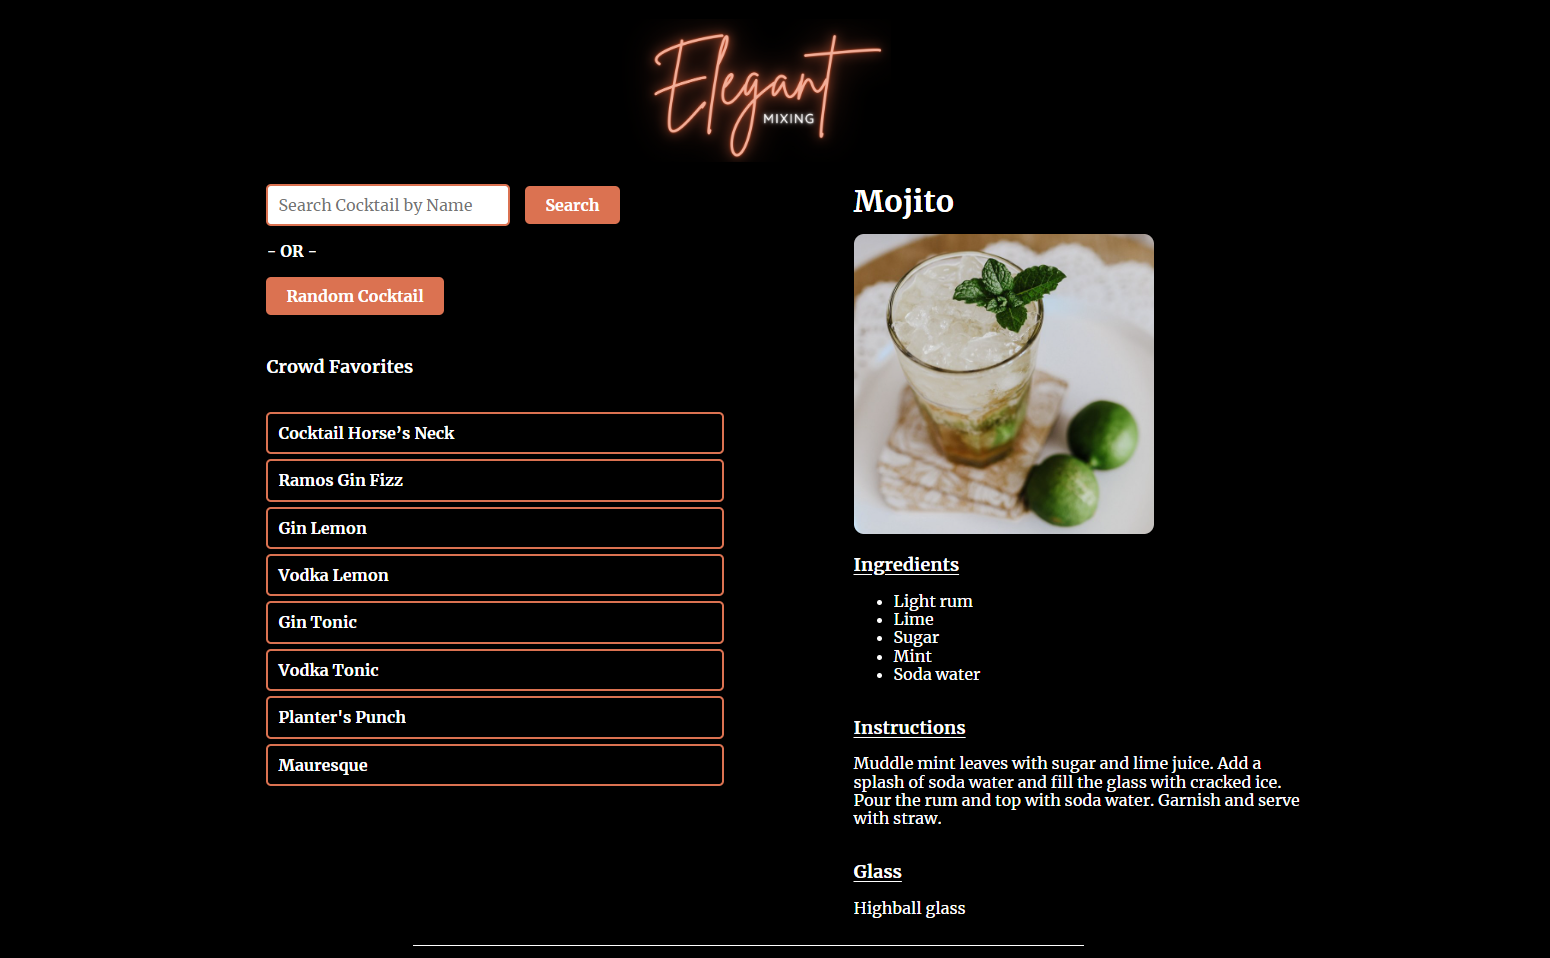 Elegant
MIXING
Search Cocktail by Name
Search
- OR -
Random Cocktail
Crowd Favorites
Cocktail Horse’s Neck
Ramos Gin Fizz
Gin Lemon
Vodka Lemon
Gin Tonic
Vodka Tonic
Planter's Punch
Mauresque
Mojito
Ingredients
• Light rum
• Lime
• Sugar
• Mint
• Soda water
Instructions
Muddle mint leaves with sugar and lime juice. Add a
splash of soda water and fill the glass with cracked ice.
Pour the rum and top with soda water. Garnish and serve
with straw.
Glass
Highball glass